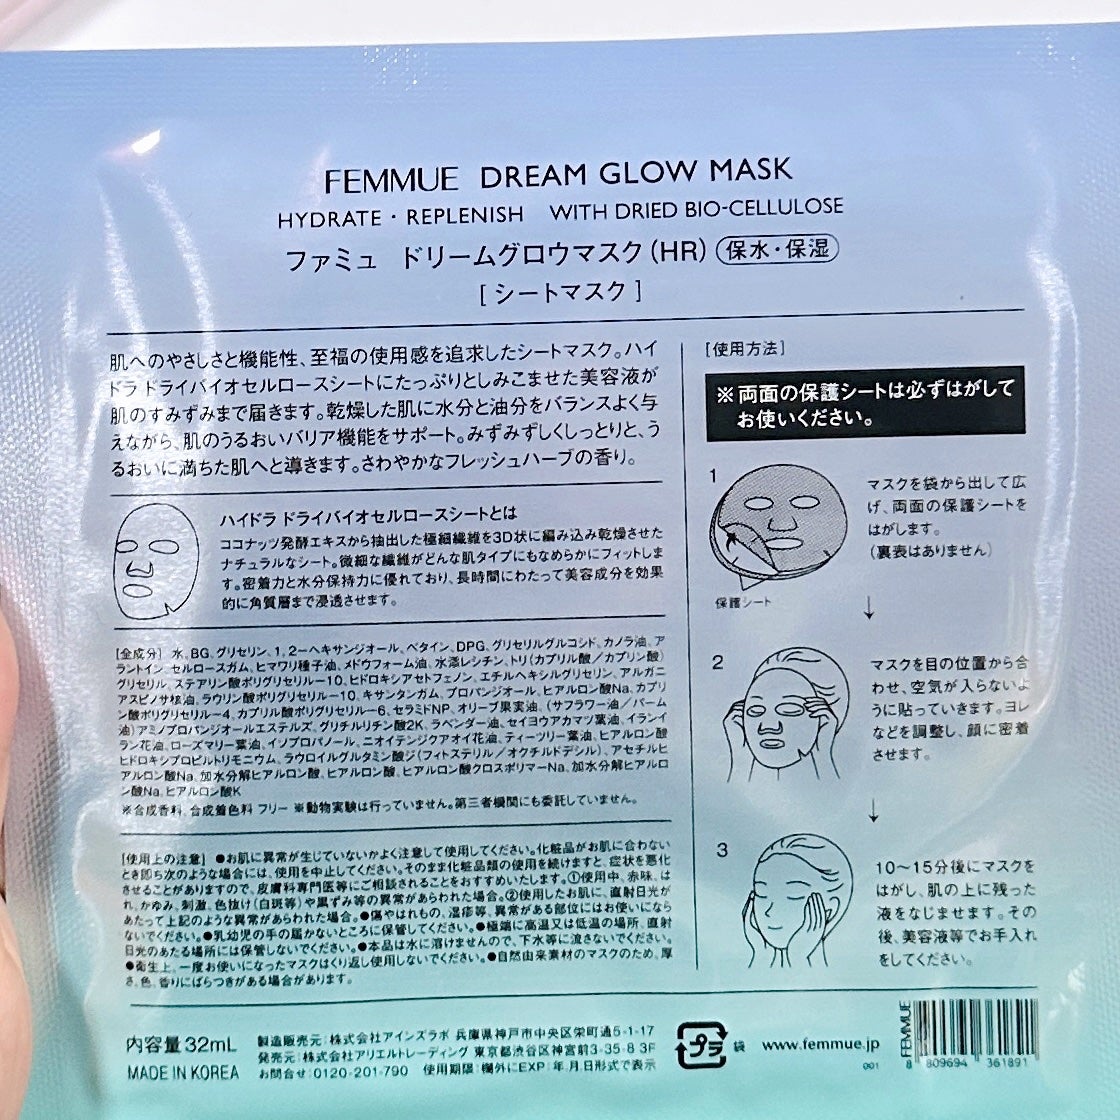 FEMMUE DREAM GLOW MASK
HYDRATE・REPLENISH WITH DRIED BIO-CELLULOSE
ファミュ ドリームグロウマスク(HR) 保水・保湿
[シートマスク]
肌へのやさしさと機能性、至福の使用感を追求したシートマスク。ハイ
ドラ ドライバイオセルロースシートにたっぷりとしみこませた美容液が
肌のすみずみまで届きます。乾燥した肌に水分と油分をバランスよく与
えながら、肌のうるおいバリア機能をサポート。みずみずしくしっとりと、う
るおいに満ちた肌へと導きます。さわやかなフレッシュハーブの香り。
ハイドラ ドライバイオセルロースシートとは
ココナッツ発酵エキスから抽出した極細繊維を3D状に編み込み乾燥させた
ナチュラルなシート。微細な繊維がどんな肌タイプにもなめらかにフィットしま
す。密着力と水分保持力に優れており、長時間にわたって美容成分を効果
的に角質層まで浸透させます。
[全成分] 水、BG、グリセリン、1,2-ヘキサンジオール、ベタイン、DPG、グリセリルグルコシド、カノラ油、ア
ラントイン、セルロースガム、ヒマワリ種子油、メドウフォーム油、水添レシチン、トリ(カプリル酸/カプリン酸)
グリセリル、ステアリン酸ポリグリセリル-10、ヒドロキシアセトフェノン、エチルヘキシルグリセリン、アルガニ
アスピノサ核油、ラウリン酸ポリグリセリル-10、キサンタンガム、プロパンジオール、ヒアルロン酸Na、カプリ
ン酸ポリグリセリル-4、カプリル酸ポリグリセリル-6、セラミドNP、オリーブ果実油、(サフラワー油/パーム
油)アミノプロパンジオールエステルズ、グリチルリチン酸2K、ラベンダー油、セイヨウアカマツ葉油、イランイ
ラン花油、ローズマリー葉油、イソプロパノール、ニオイテンジクアオイ花油、ティーツリー葉油、ヒアルロン酸
ヒドロキシプロピルトリモニウム、ラウロイルグルタミン酸ジ(フィトステリル/オクチルドデシル)、アセチルヒ
アルロン酸Na、加水分解ヒアルロン酸、ヒアルロン酸、ヒアルロン酸クロスポリマーNa、加水分解ヒアルロ
ン酸Na、ヒアルロン酸K
※合成香料、合成着色料 フリー ※動物実験は行っていません。第三者機関にも委託していません。
[使用上の注意] ●お肌に異常が生じていないかよく注意して使用してください。化粧品がお肌に合わない
とき即ち次のような場合には、使用を中止してください。そのまま化粧品類の使用を続けますと、症状を悪化
させることがありますので、皮膚科専門医等にご相談されることをおすすめいたします。①使用中、赤味、は
れ、かゆみ、刺激、色抜け(白斑等)や黒ずみ等の異常があらわれた場合。②使用したお肌に、直射日光が
あたって上記のような異常があらわれた場合。●傷やはれもの、湿疹等、異常がある部位にはお使いになら
ないでください。●乳幼児の手の届かないところに保管してください。●極端に高温又は低温の場所、直射
日光のあたる場所には保管しないでください。●本品は水に溶けませんので、下水等に流さないでください。
●衛生上、一度お使いになったマスクはくり返し使用しないでください。●自然由来素材のマスクのため、厚
さ、色、香りにばらつきがある場合があります。
[使用方法]
※両面の保護シートは必ずはがして
お使いください。
1
マスクを袋から出して広
げ、両面の保護シートを
はがします。
(裏表はありません)
保護シート
2
マスクを目の位置から合
わせ、空気が入らないよ
うに貼っていきます。ヨレ
などを調整し、顔に密着
させます。
3
10〜15分後にマスクを
はがし、肌の上に残った
液をなじませます。その
後、美容液等でお手入れ
をしてください。
内容量 32mL
MADE IN KOREA
製造販売元:株式会社アインズラボ 兵庫県神戸市中央区栄町通5-1-17
発売元:株式会社アリエルトレーディング 東京都渋谷区神宮前3-35-8 3F
お問合せ:0120-201-790 使用期限:欄外にEXP:年.月.日形式で表示
プラ 袋
www.femmue.jp
001
FEMMUE
8 809694 361891